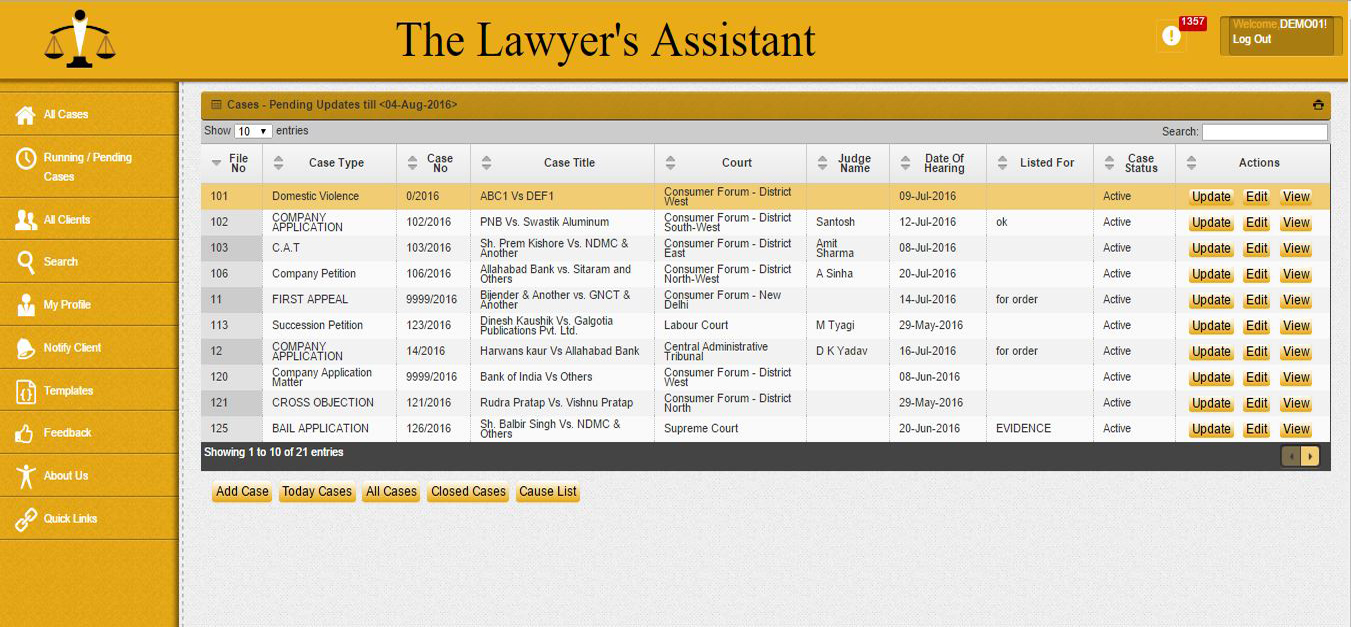 The Lawyer's Assistant
1357
Welcome,DEMO01!
Log Out
All Cases
Running / Pending
Cases
All Clients
Search
My Profile
Notify Client
Templates
Feedback
About Us
Quick Links
Cases - Pending Updates till <04-Aug-2016>
Show 10 entries Search:
File No Case Type Case No Case Title Court Judge Name Date Of Hearing Listed For Case Status Actions
101 Domestic Violence 0/2016 ABC1 Vs DEF1 Consumer Forum - District West 09-Jul-2016 Active Update Edit View
102 COMPANY APPLICATION 102/2016 PNB Vs. Swastik Aluminum Consumer Forum - District South-West Santosh 12-Jul-2016 ok Active Update Edit View
103 C.A.T 103/2016 Sh. Prem Kishore Vs. NDMC & Another Consumer Forum - District East Amit Sharma 08-Jul-2016 Active Update Edit View
106 Company Petition 106/2016 Allahabad Bank vs. Sitaram and Others Consumer Forum - District North-West A Sinha 20-Jul-2016 Active Update Edit View
11 FIRST APPEAL 9999/2016 Bijender & Another vs. GNCT & Another Consumer Forum - New Delhi 14-Jul-2016 for order Active Update Edit View
113 Succession Petition 123/2016 Dinesh Kaushik Vs. Galgotia Publications Pvt. Ltd. Labour Court M Tyagi 29-May-2016 Active Update Edit View
12 COMPANY APPLICATION 14/2016 Harwans kaur Vs Allahabad Bank Central Administrative Tribunal D K Yadav 16-Jul-2016 for order Active Update Edit View
120 Company Application Matter 9999/2016 Bank of India Vs Others Consumer Forum - District West 08-Jun-2016 Active Update Edit View
121 CROSS OBJECTION 121/2016 Rudra Pratap Vs. Vishnu Pratap Consumer Forum - District North 29-May-2016 Active Update Edit View
125 BAIL APPLICATION 126/2016 Sh. Balbir Singh Vs. NDMC & Others Supreme Court 20-Jun-2016 EVIDENCE Active Update Edit View
Showing 1 to 10 of 21 entries
Add Case Today Cases All Cases Closed Cases Cause List